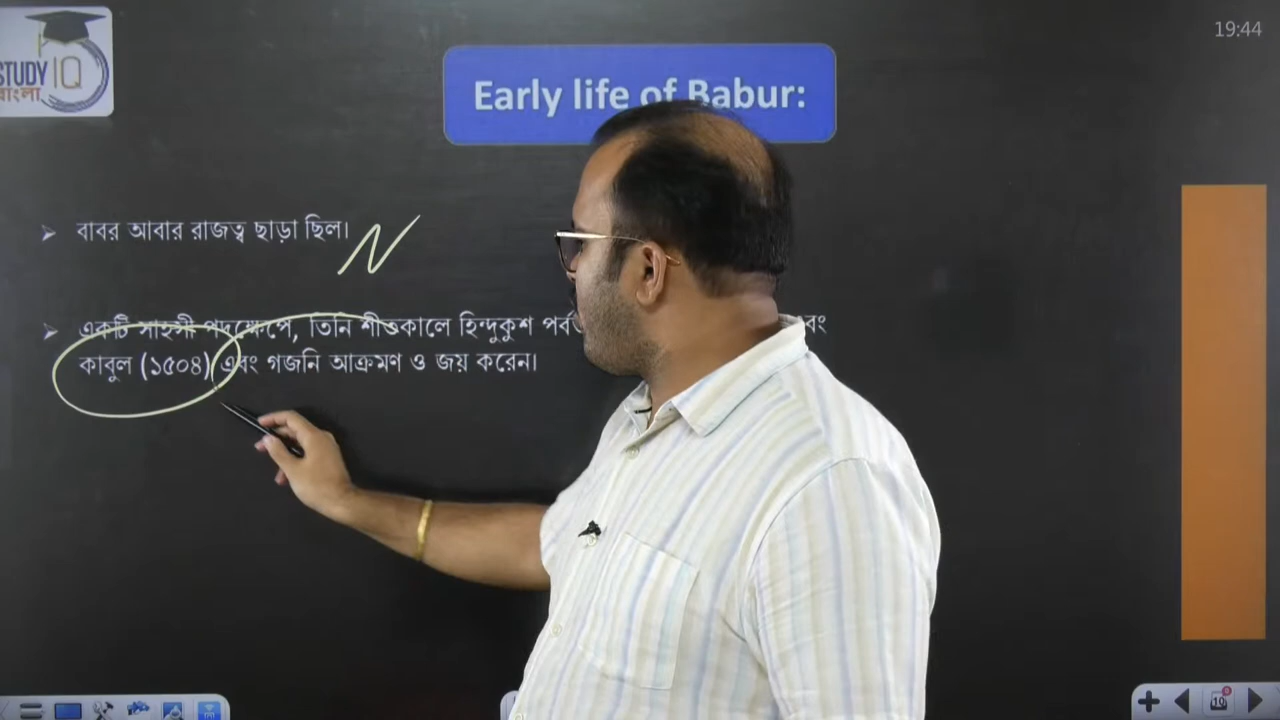 19:44
STUDY IQ
বাংলা
Early life of Babur:
বাবর আবার রাজত্ব ছাড়া ছিল।
একটি সাহসী পদক্ষেপে, তিনি শীতকালে হিন্দুকুশ
কাবুল (১৫০৪) এবং গজনি আক্রমণ ও জয় করেন।
10